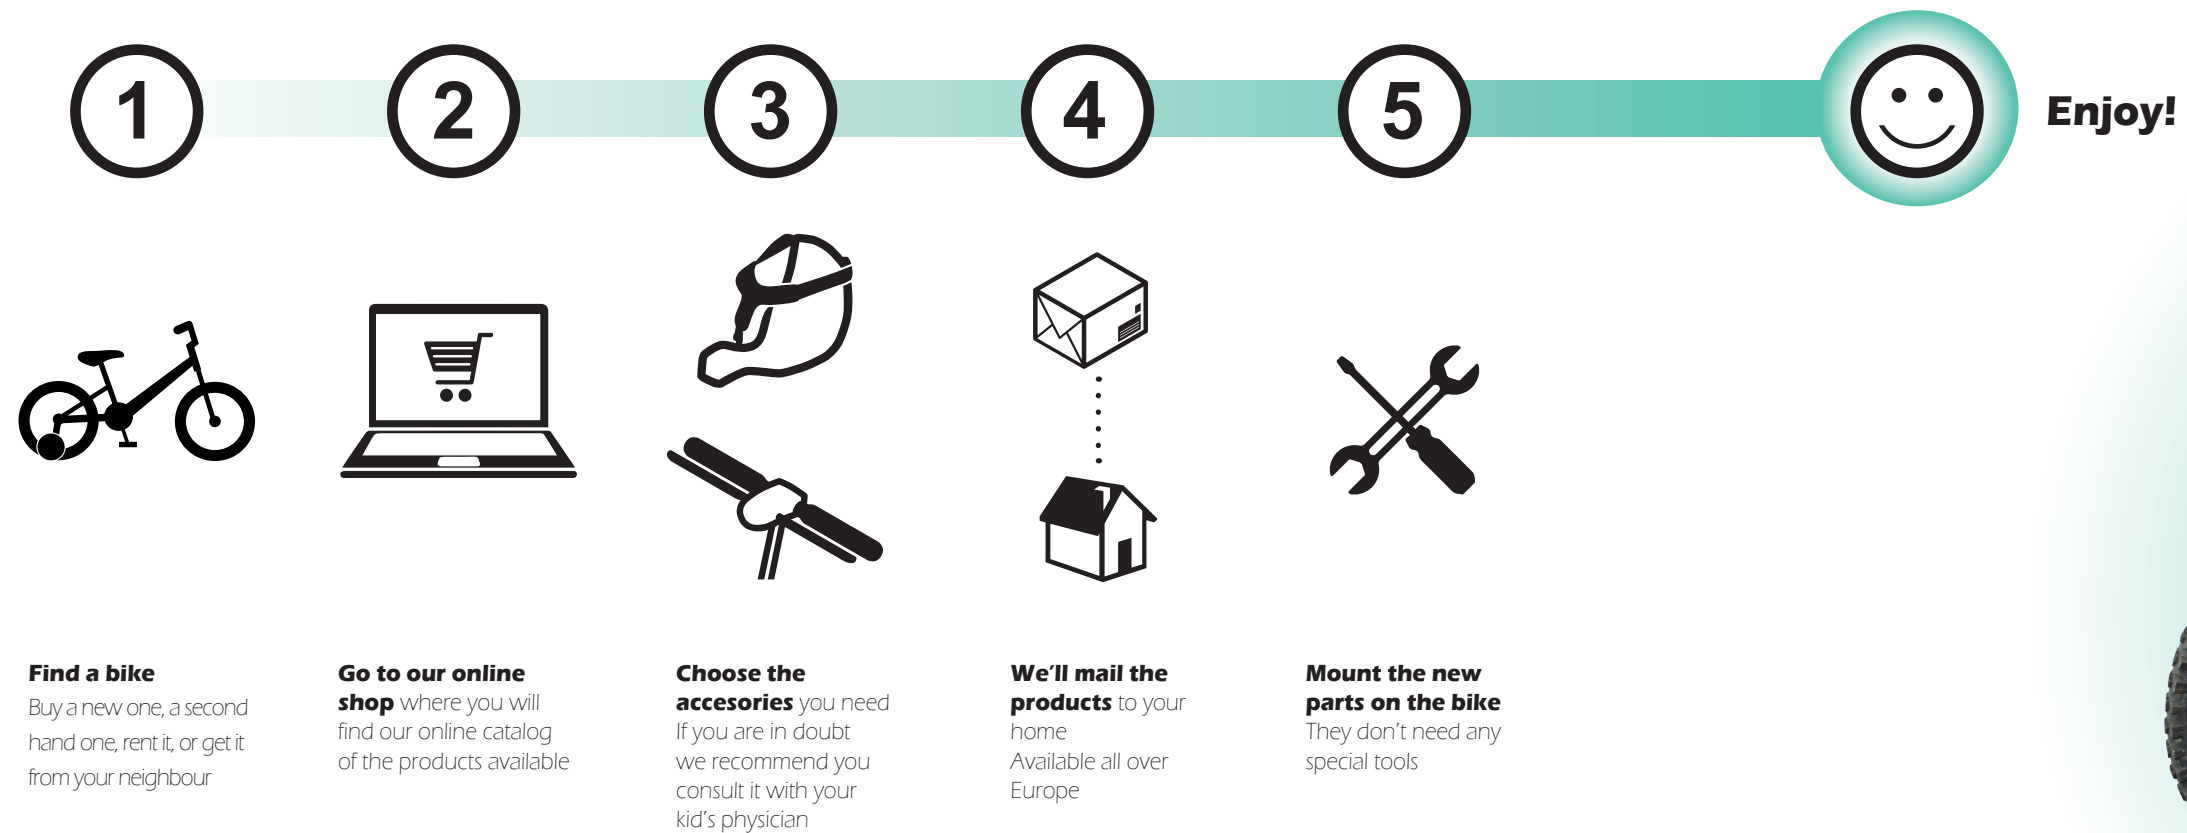 1
2
3
4
5
Enjoy!
Find a bike
Buy a new one, a second
hand one, rent it, or get it
from your neighbour
Go to our online
shop where you will
find our online catalog
of the products available
Choose the
accesories you need
If you are in doubt
we recommend you
consult it with your
kid's physician
We'll mail the
products to your
home
Available all over
Europe
Mount the new
parts on the bike
They don't need any
special tools